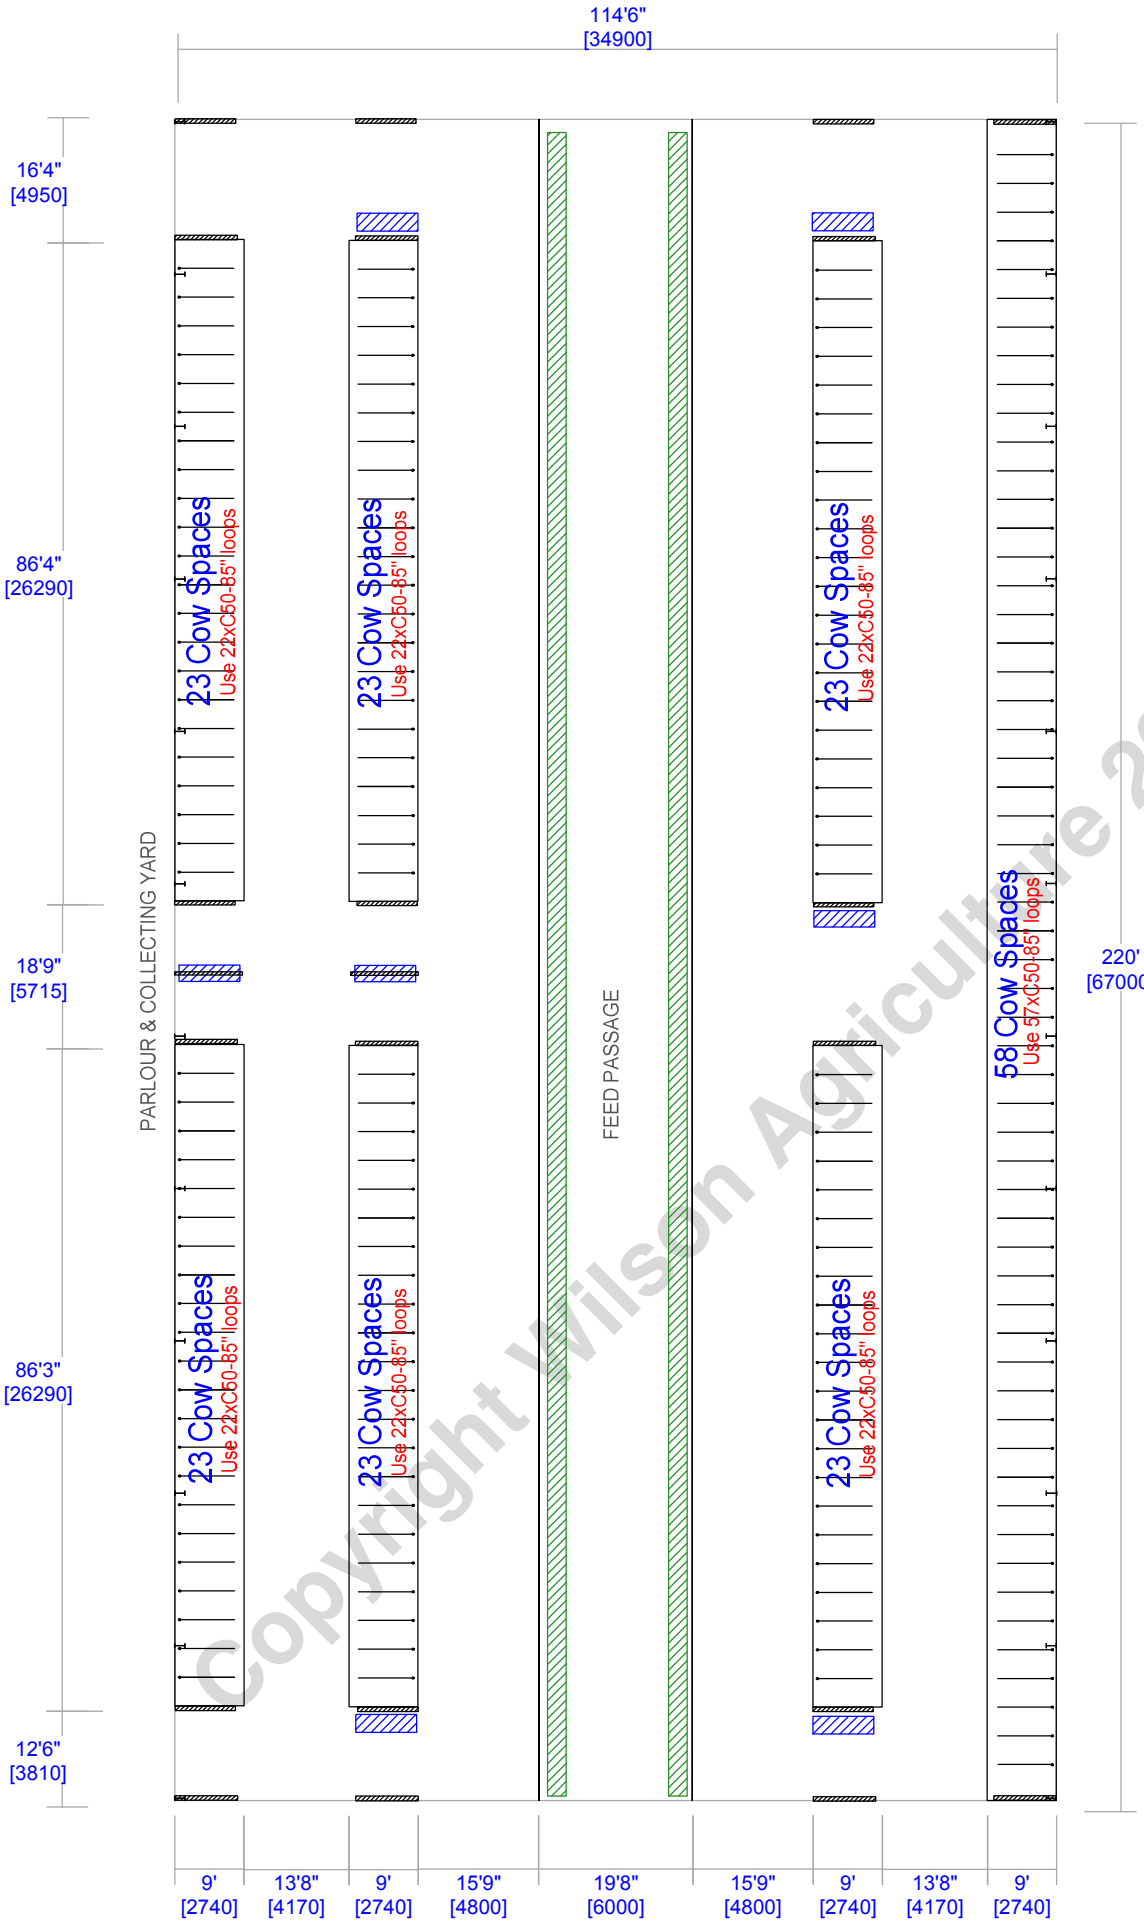 114'6"
[34900]
16'4"
[4950]
86'4"
[26290]
18'9"
[5715]
86'3"
[26290]
12'6"
[3810]
PARLOUR & COLLECTING YARD
23 Cow Spaces
Use 22xC50-85" loops
23 Cow Spaces
Use 22xC50-85" loops
23 Cow Spaces
Use 22xC50-85" loops
58 Cow Spaces
Use 57xC50-85" loops
FEED PASSAGE
23 Cow Spaces
Use 22xC50-85" loops
23 Cow Spaces
Use 22xC50-85" loops
23 Cow Spaces
Use 22xC50-85" loops
220'
[67000
Copyright Wilson Agriculture
9'
[2740]
13'8"
[4170]
9'
[2740]
15'9"
[4800]
19'8"
[6000]
15'9"
[4800]
9'
[2740]
13'8"
[4170]
9'
[2740]